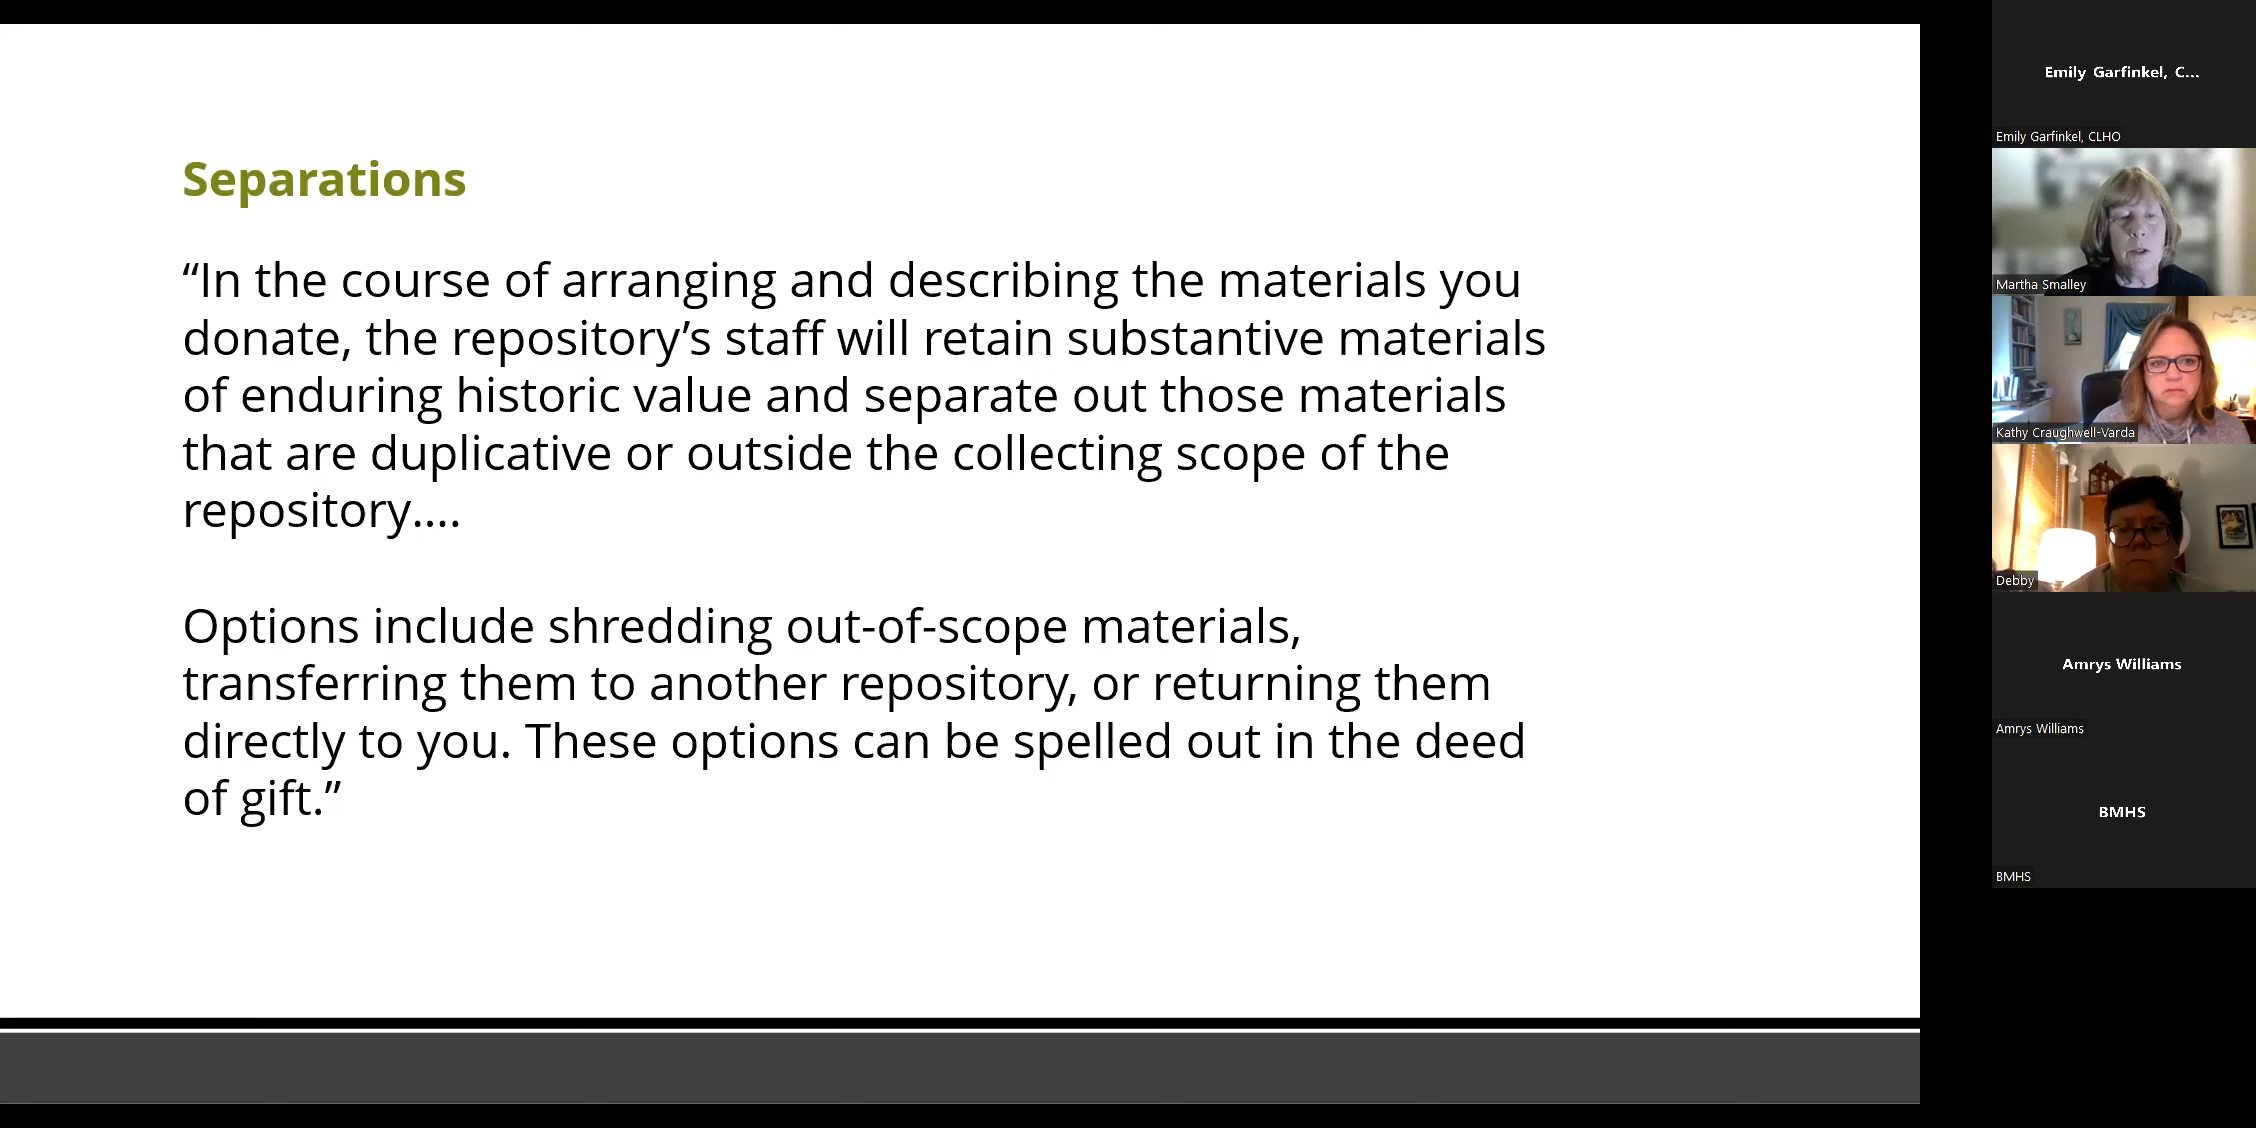 Separations
“In the course of arranging and describing the materials you
donate, the repository’s staff will retain substantive materials
of enduring historic value and separate out those materials
that are duplicative or outside the collecting scope of the
repository....
Options include shredding out-of-scope materials,
transferring them to another repository, or returning them
directly to you. These options can be spelled out in the deed
of gift.”
Emily Garfinkel, C...
Emily Garfinkel, CLHO
Martha Smalley
Kathy Craughwell-Varda
Debby
Amrys Williams
Amrys Williams
BMHS
BMHS